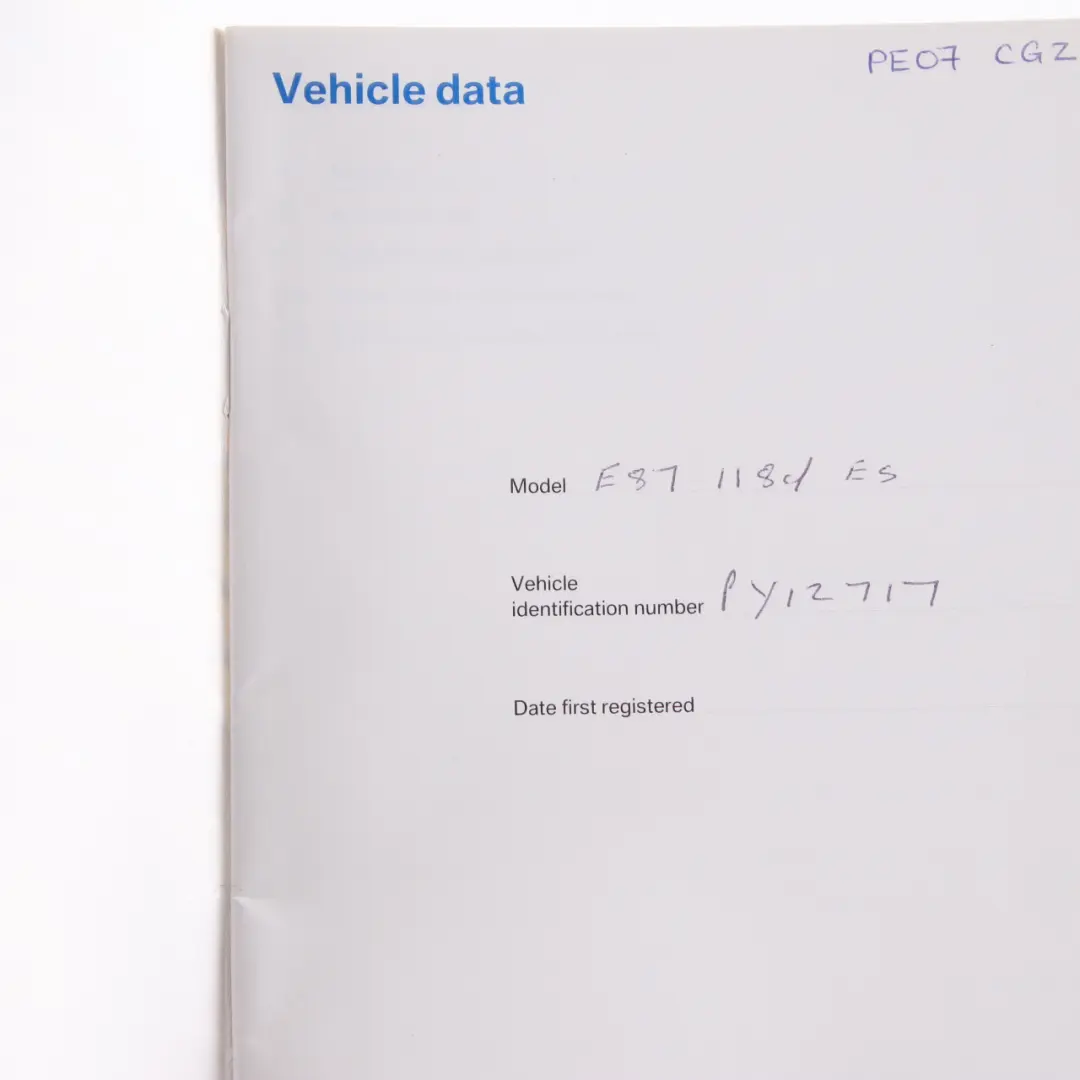 PE07 CGZ
Vehicle data
Model E87 118d ES
Vehicle
identification number PY12717
Date first registered